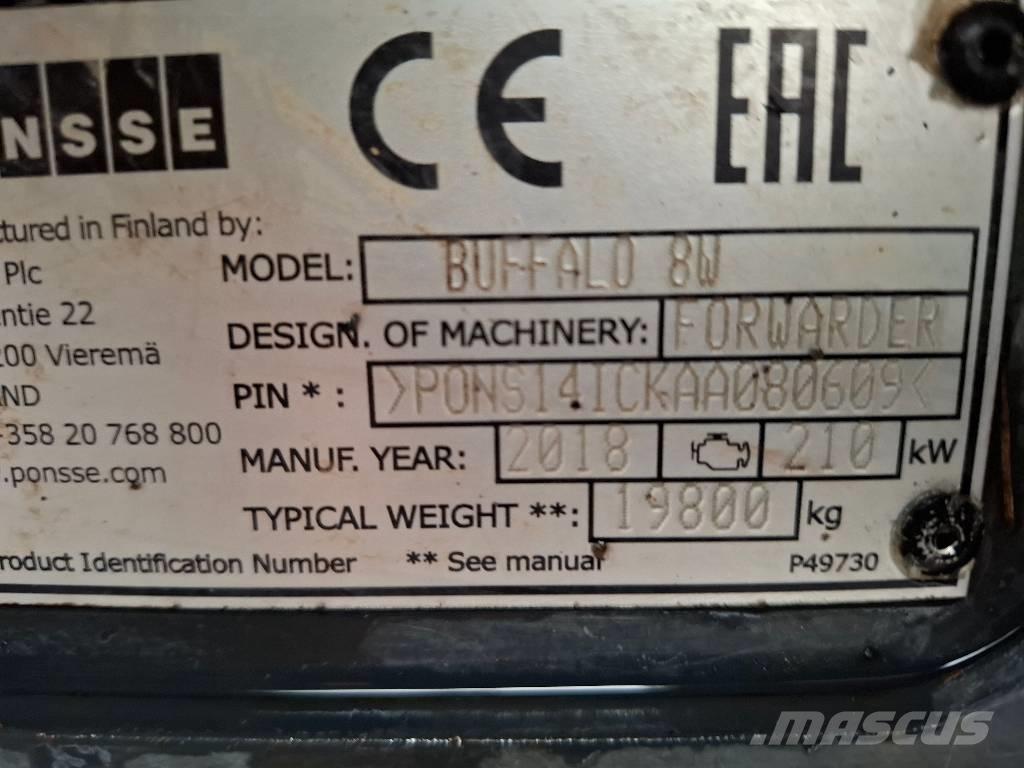 NSSE CE EAC
ctured in Finland by:
Plc
ntie 22
200 Vieremä
AND
+358 20 768 800
.ponsse.com
MODEL: BUFFALO 8W
DESIGN. OF MACHINERY: FORWARDER
PIN * : >PONS14ICKAA080609<
MANUF. YEAR: 2018 210 kW
TYPICAL WEIGHT **: 19800 kg
roduct Identification Number ** See manual P49730
MASCUS